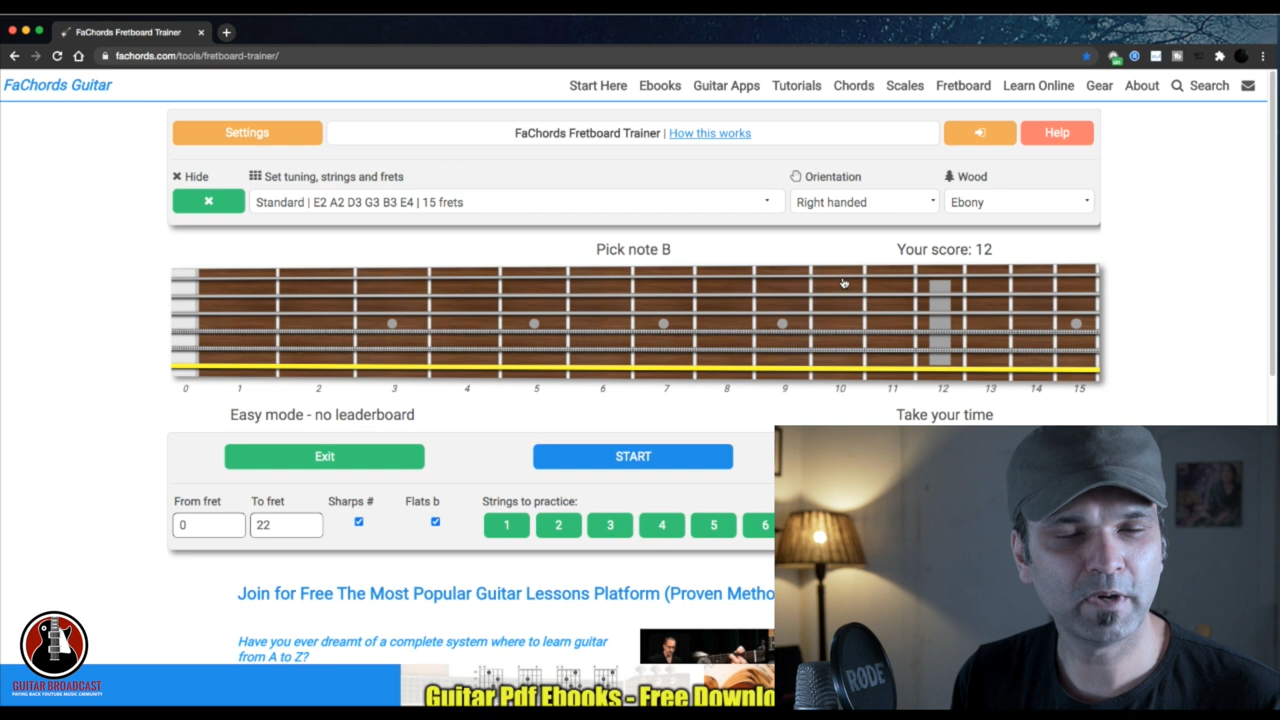 FaChords Fretboard Trainer
fachords.com/tools/fretboard-trainer/
FaChords Guitar
Start Here Ebooks Guitar Apps Tutorials Chords Scales Fretboard Learn Online Gear About Search
Settings
FaChords Fretboard Trainer | How this works
Help
Hide
Set tuning, strings and frets
Orientation
Wood
Standard | E2 A2 D3 G3 B3 E4 | 15 frets
Right handed
Ebony
Pick note B
Your score: 12
0 1 2 3 4 5 6 7 8 9 10 11 12 13 14 15
Easy mode - no leaderboard
Take your time
Exit
START
From fret
To fret
Sharps #
Flats b
Strings to practice:
0
22
1 2 3 4 5 6
Join for Free The Most Popular Guitar Lessons Platform (Proven Metho
Have you ever dreamt of a complete system where to learn guitar
from A to Z?
Guitar Pdf Ebooks - Free Downlo
GUITAR BROADCAST
PAYING BACK YOUTUBE MUSIC COMMUNITY
RØDE